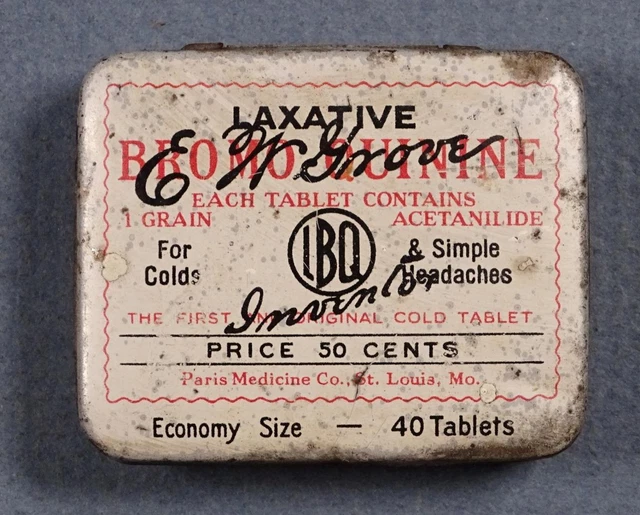 LAXATIVE
BROMO QUININE
E W Grove
EACH TABLET CONTAINS
1 GRAIN ACETANILIDE
For Colds
LBQ
& Simple Headaches
Inventor
THE FIRST AND ORIGINAL COLD TABLET
PRICE 50 CENTS
Paris Medicine Co., St. Louis, Mo.
Economy Size — 40 Tablets